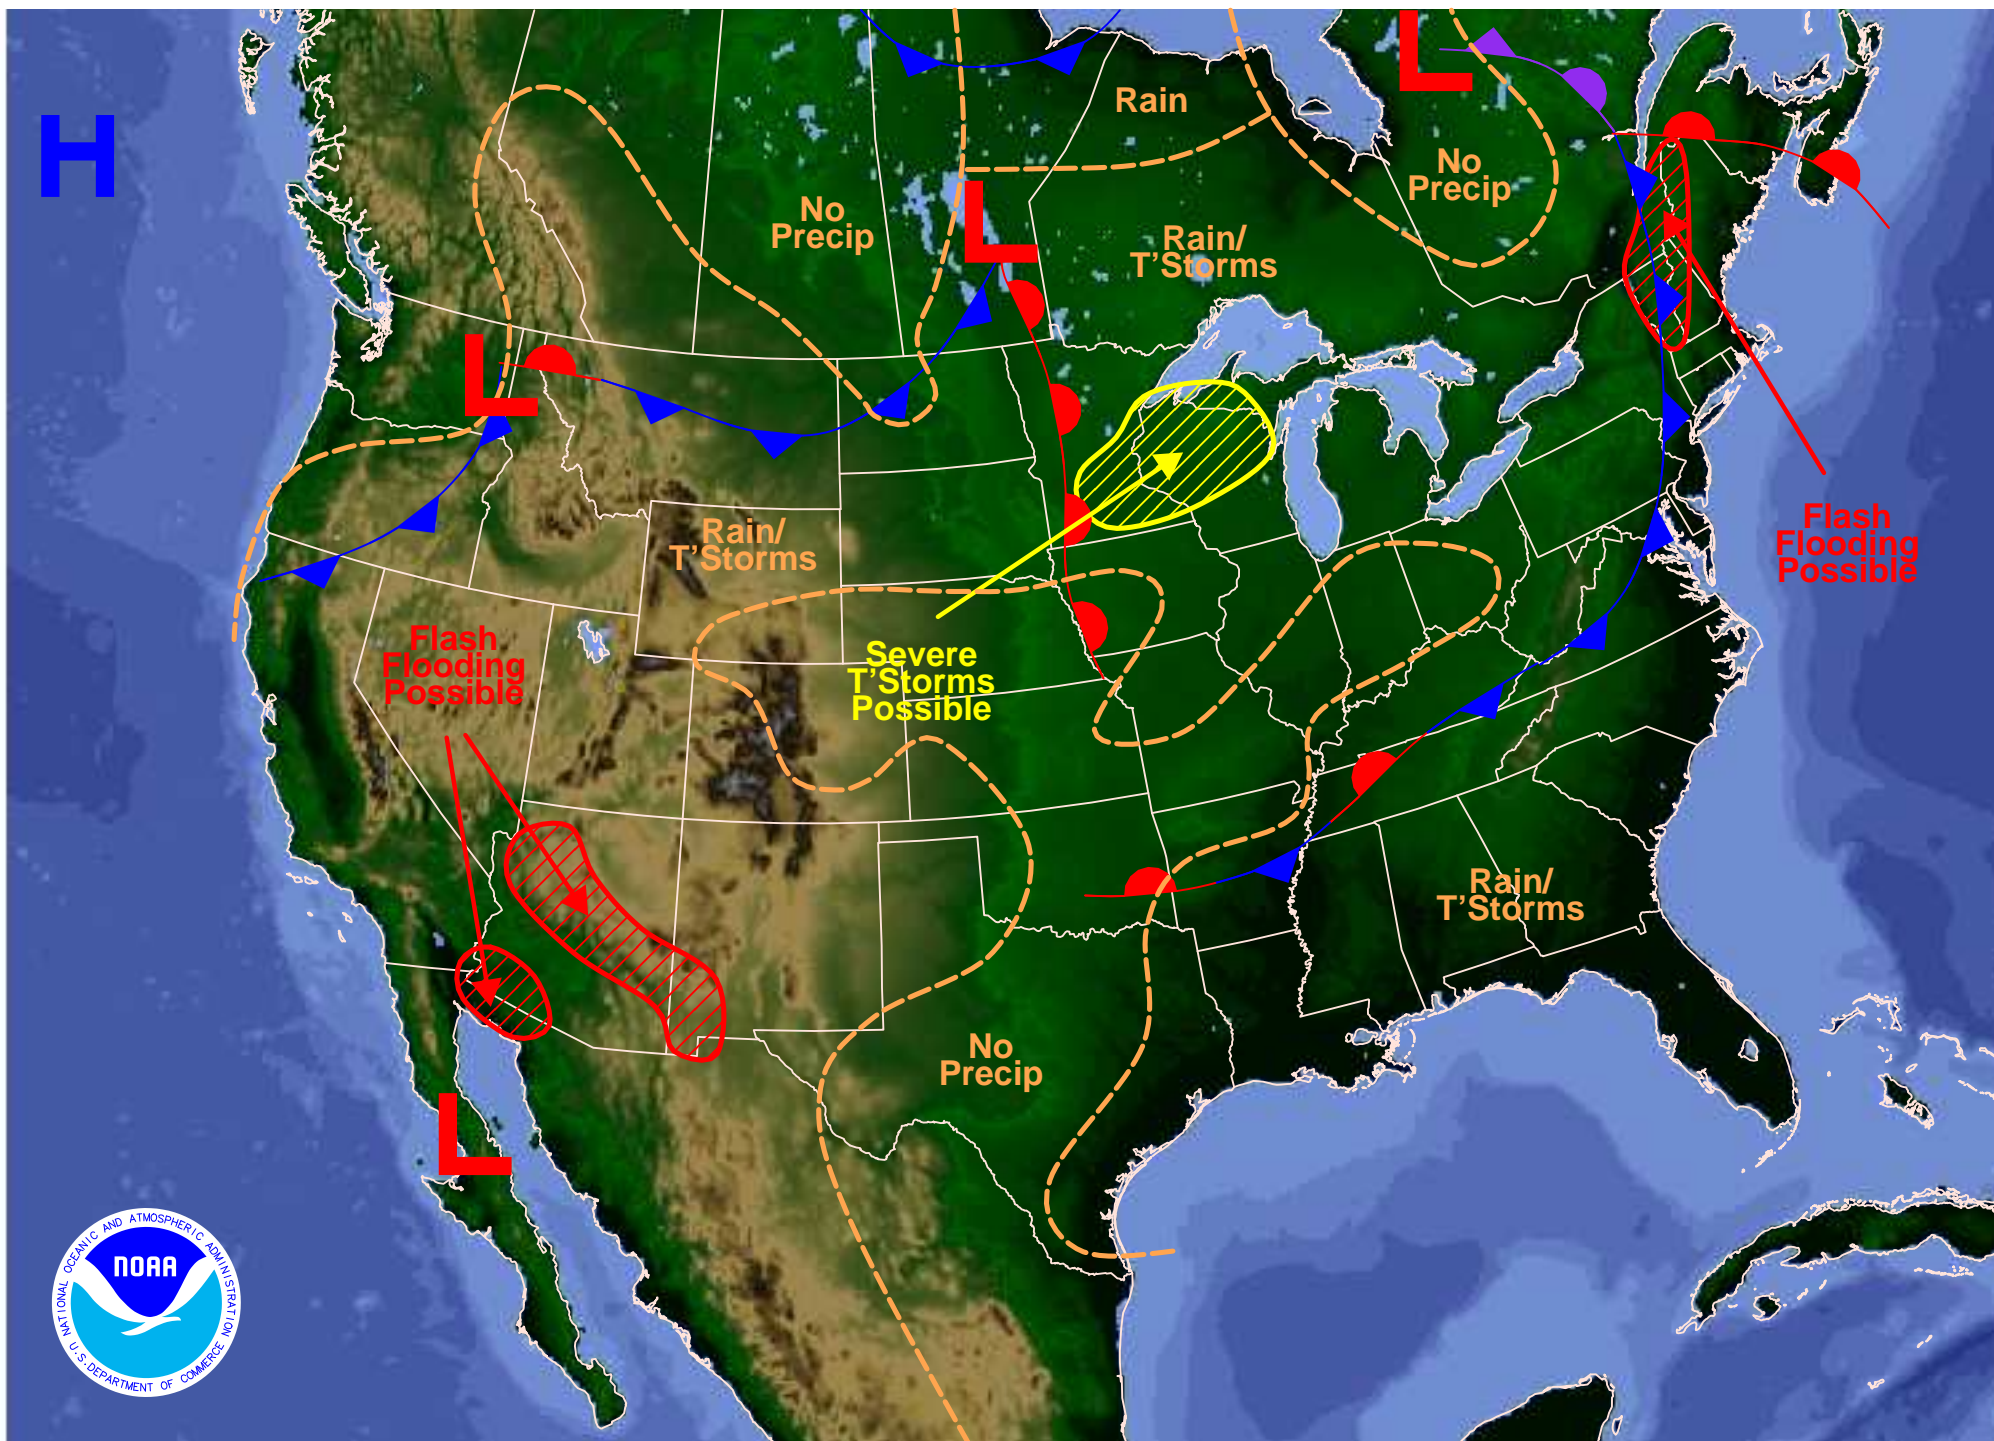 L
Rain
H
No
Precip
No
Precip
L
Rain/
T'Storms
L
Rain/
T'Storms
Flash
Flooding
Possible
Flash
Flooding
Possible
Severe
T'Storms
Possible
Rain/
T'Storms
No
Precip
L
NATIONAL OCEANIC AND ATMOSPHERIC ADMINISTRATION
NOAA
U.S. DEPARTMENT OF COMMERCE